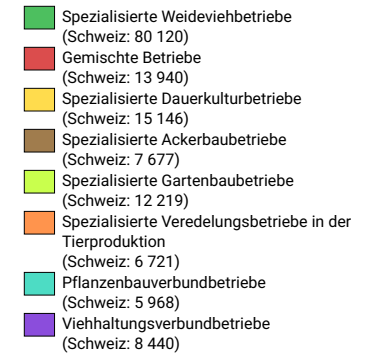 Spezialisierte Weideviehbetriebe
(Schweiz: 80 120)
Gemischte Betriebe
(Schweiz: 13 940)
Spezialisierte Dauerkulturbetriebe
(Schweiz: 15 146)
Spezialisierte Ackerbaubetriebe
(Schweiz: 7 677)
Spezialisierte Gartenbaubetriebe
(Schweiz: 12 219)
Spezialisierte Veredelungsbetriebe in der
Tierproduktion
(Schweiz: 6 721)
Pflanzenbauverbundbetriebe
(Schweiz: 5 968)
Viehhaltungsverbundbetriebe
(Schweiz: 8 440)